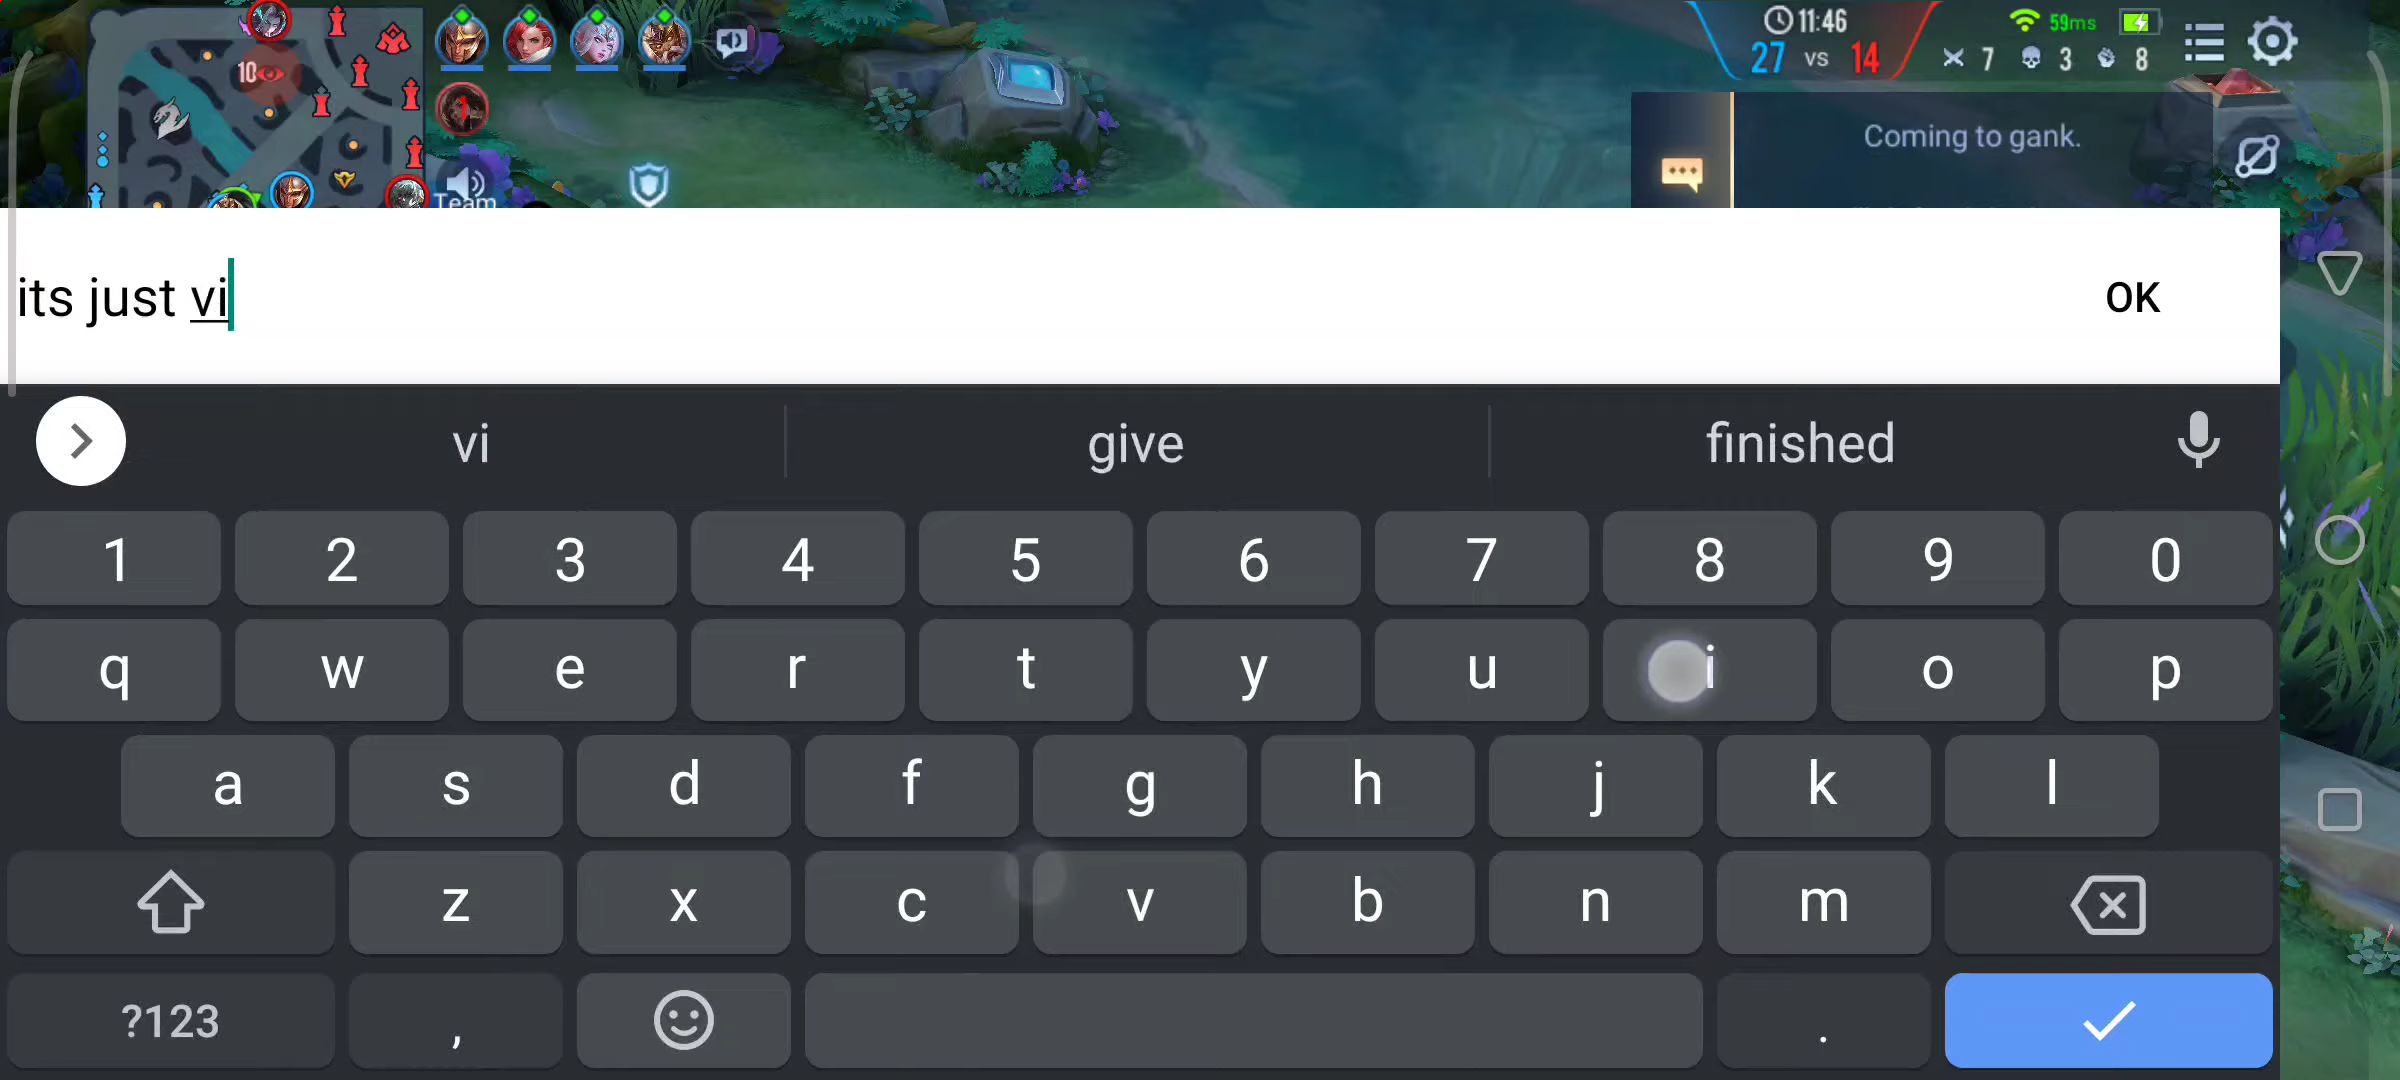 10
11:46
59ms
27 vs 14
7 3 8
1
Team
Coming to gank.
its just vi
OK
vi give finished
1 2 3 4 5 6 7 8 9 0
q w e r t y u i o p
a s d f g h j k l
z x c v b n m
?123 , .